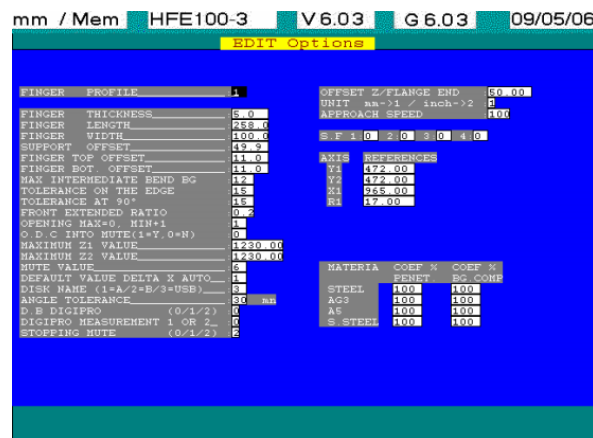 mm / Mem HFE100-3 V 6.03 G 6.03 09/05/06
EDIT Options
FINGER PROFILE 1
FINGER THICKNESS 5.0
FINGER LENGTH 258.0
FINGER WIDTH 100.0
SUPPORT OFFSET 49.9
FINGER TOP OFFSET 11.0
FINGER BOT. OFFSET 11.0
MAX INTERMEDIATE BEND BG 12
TOLERANCE ON THE EDGE 15
TOLERANCE AT 90° 15
FRONT EXTENDED RATIO 0.2
OPENING MAX=0, MIN+1 1
O.D.C INTO MUTE(1=Y,0=N) 0
MAXIMUM Z1 VALUE 1230.00
MAXIMUM Z2 VALUE 1230.00
MUTE VALUE 6
DEFAULT VALUE DELTA X AUTO 1
DISK NAME (1=A/2=B/3=USB) 3
ANGLE TOLERANCE 30 mn
D.B DIGIPRO (0/1/2) 0
DIGIPRO MEASUREMENT 1 OR 2 0
STOPPING MUTE (0/1/2) 2
OFFSET Z/FLANGE END 50.00
UNIT mm->1 / inch->2 1
APPROACH SPEED 100
S.F 1:0 2:0 3:0 4:0
AXIS REFERENCES
Y1 472.00
Y2 472.00
X1 965.00
R1 17.00
MATERIA COEF % COEF %
PENET. BG.COMP
STEEL 100 100
AG3 100 100
A5 100 100
S.STEEL 100 100